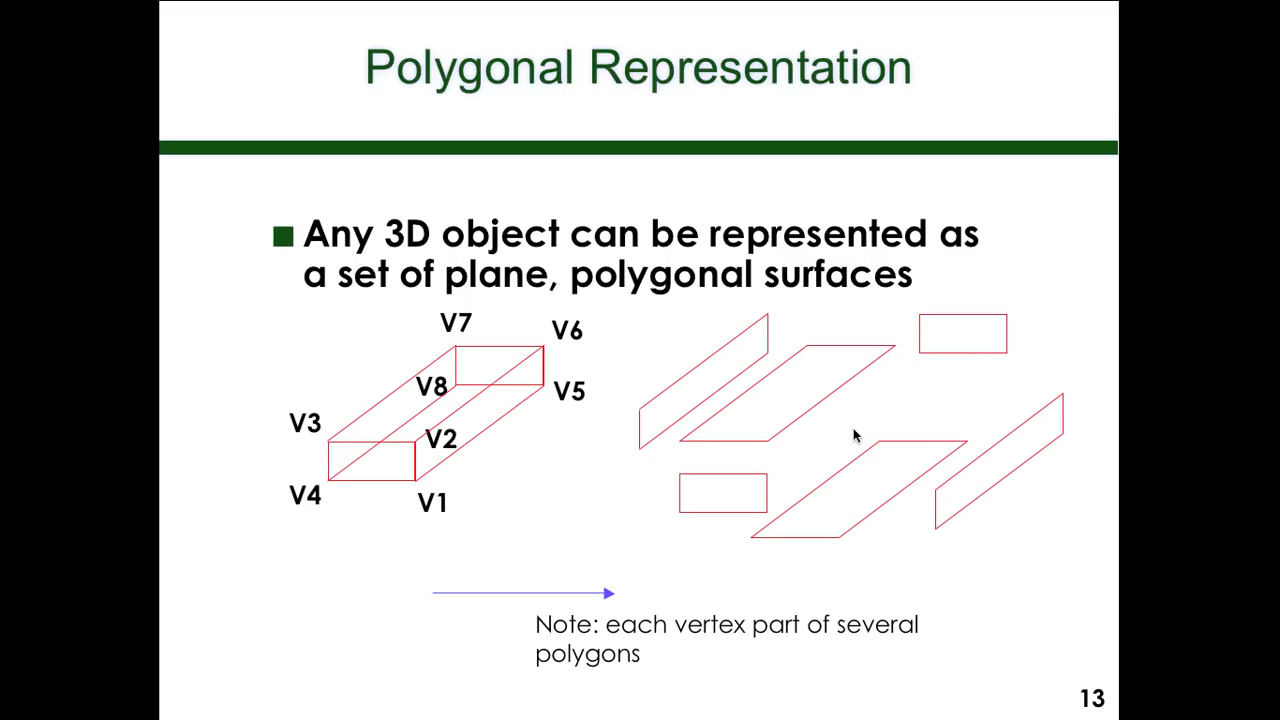 Polygonal Representation
Any 3D object can be represented as
a set of plane, polygonal surfaces
V7
V6
V8
V5
V3
V2
V4
V1
Note: each vertex part of several
polygons
13